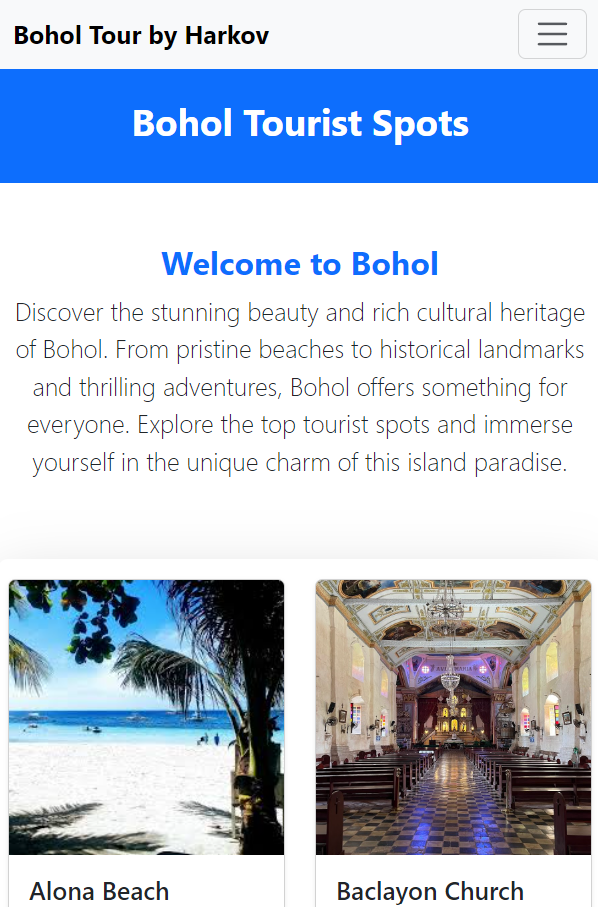 Bohol Tour by Harkov
Bohol Tourist Spots
Welcome to Bohol
Discover the stunning beauty and rich cultural heritage
of Bohol. From pristine beaches to historical landmarks
and thrilling adventures, Bohol offers something for
everyone. Explore the top tourist spots and immerse
yourself in the unique charm of this island paradise.
Alona Beach
Baclayon Church